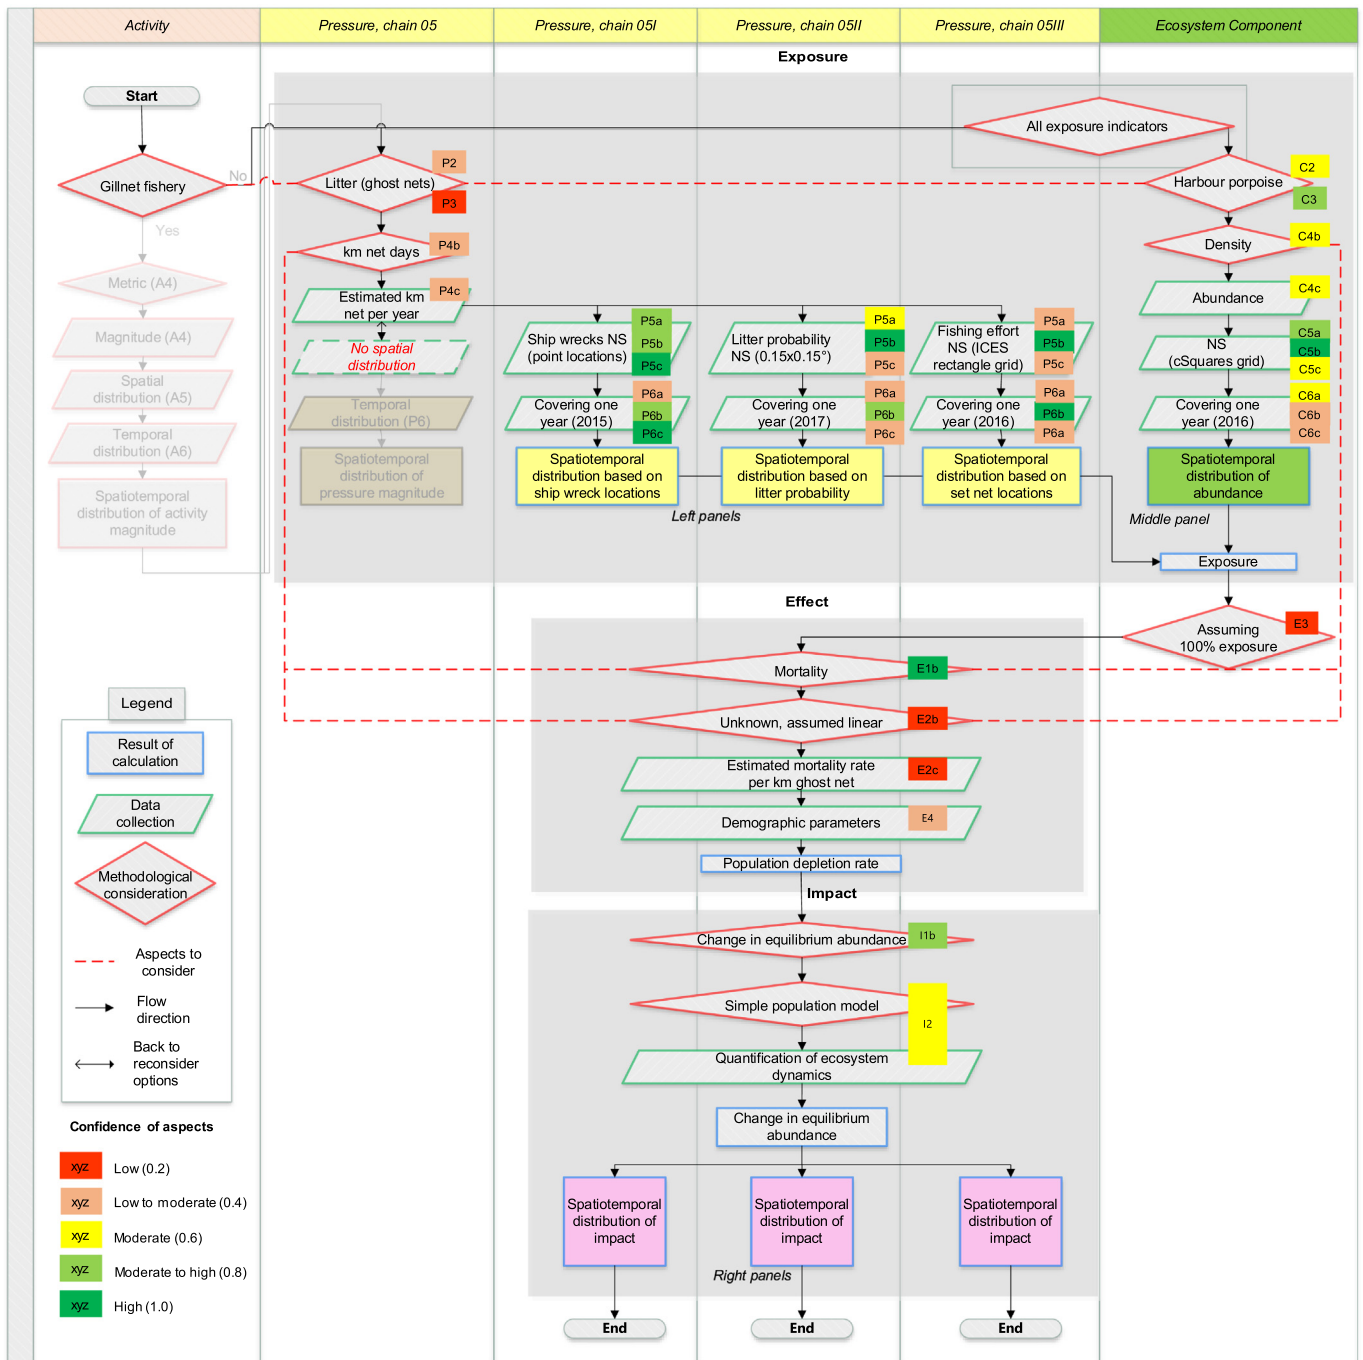 Activity
Pressure, chain 05
Pressure, chain 05I
Pressure, chain 05II
Pressure, chain 05III
Ecosystem Component
Exposure
Start
Gillnet fishery
No
Yes
Metric (A4)
Magnitude (A4)
Spatial
distribution (A5)
Temporal
distribution (A6)
Spatiotemporal
distribution of activity
magnitude
All exposure indicators
Litter (ghost nets)
P2
P3
km net days
P4b
Estimated km
net per year
P4c
No spatial
distribution
Temporal
distribution (P6)
Spatiotemporal
distribution of
pressure magnitude
Ship wrecks NS
(point locations)
P5a
P5b
P5c
Covering one
year (2015)
P6a
P6b
P6c
Spatiotemporal
distribution based on
ship wreck locations
Litter probability
NS (0.15x0.15°)
P5a
P5b
P5c
Covering one
year (2017)
P6a
P6b
P6c
Spatiotemporal
distribution based on
litter probability
Fishing effort
NS (ICES
rectangle grid)
P5a
P5b
P5c
Covering one
year (2016)
P6a
P6b
P6a
Spatiotemporal
distribution based on
set net locations
Left panels
Harbour porpoise
C2
C3
Density
C4b
Abundance
C4c
NS
(cSquares grid)
C5a
C5b
C5c
Covering one
year (2016)
C6a
C6b
C6c
Spatiotemporal
distribution of
abundance
Middle panel
Exposure
Assuming
100% exposure
E3
Effect
Mortality
E1b
Unknown, assumed linear
E2b
Estimated mortality rate
per km ghost net
E2c
Demographic parameters
E4
Population depletion rate
Impact
Change in equilibrium abundance
I1b
Simple population model
I2
Quantification of ecosystem
dynamics
Change in equilibrium
abundance
Spatiotemporal
distribution of
impact
Spatiotemporal
distribution of
impact
Spatiotemporal
distribution of
impact
Right panels
End
End
End
Legend
Result of
calculation
Data
collection
Methodological
consideration
Aspects to
consider
Flow
direction
Back to
reconsider
options
Confidence of aspects
xyz Low (0.2)
xyz Low to moderate (0.4)
xyz Moderate (0.6)
xyz Moderate to high (0.8)
xyz High (1.0)